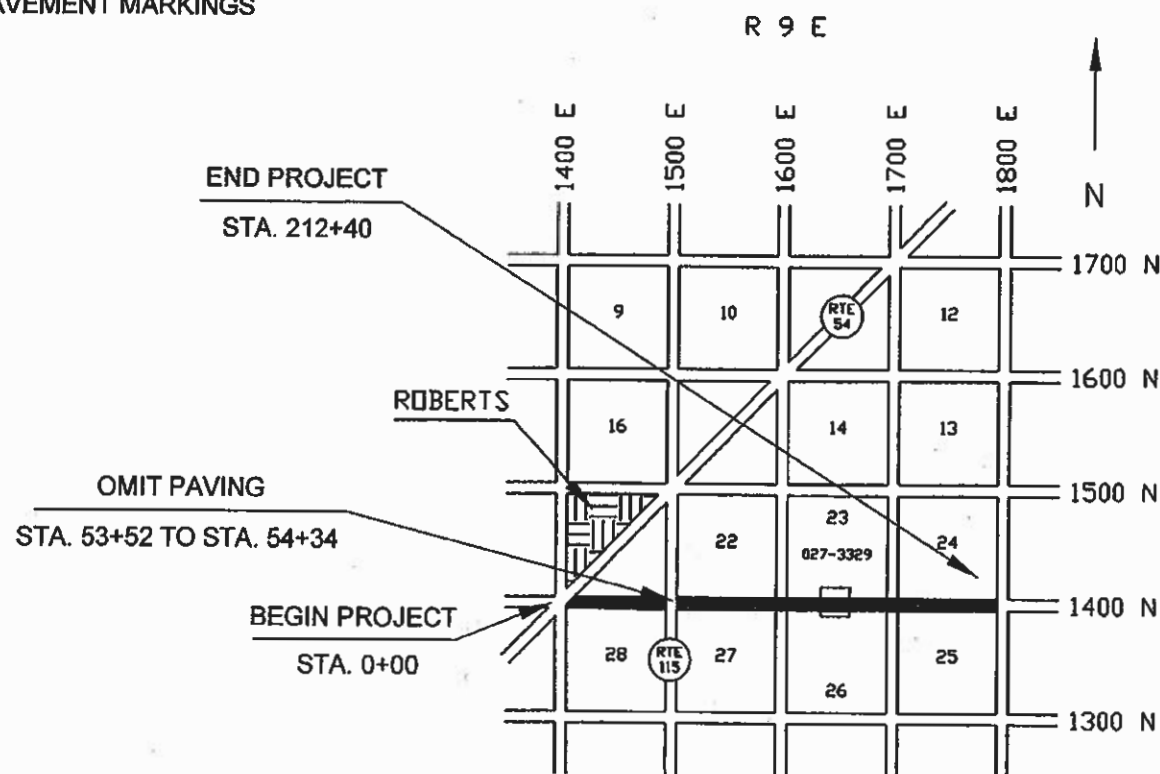 AVEMENT MARKINGS
R 9 E
1400 E
1500 E
1600 E
1700 E
1800 E
N
END PROJECT
STA. 212+40
1700 N
9
10
RTE
54
12
1600 N
ROBERTS
16
14
13
OMIT PAVING
STA. 53+52 TO STA. 54+34
1500 N
22
23
027-3329
24
BEGIN PROJECT
STA. 0+00
1400 N
28
RTE
115
27
26
25
1300 N